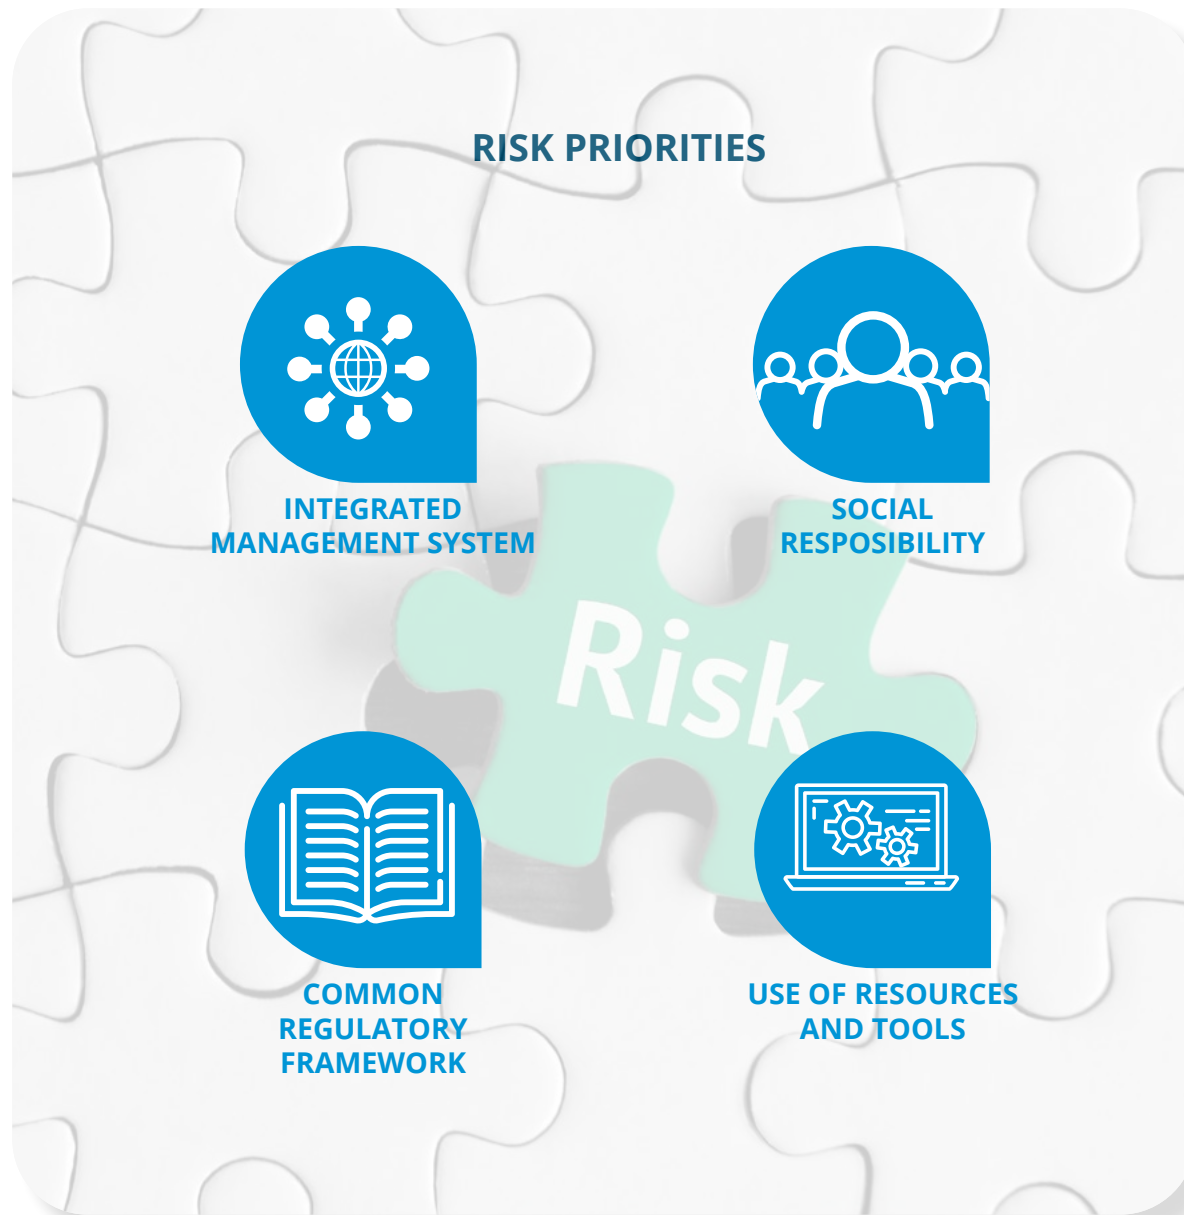 RISK PRIORITIES
INTEGRATED
MANAGEMENT SYSTEM
SOCIAL
RESPOSIBILITY
Risk
COMMON
REGULATORY
FRAMEWORK
USE OF RESOURCES
AND TOOLS